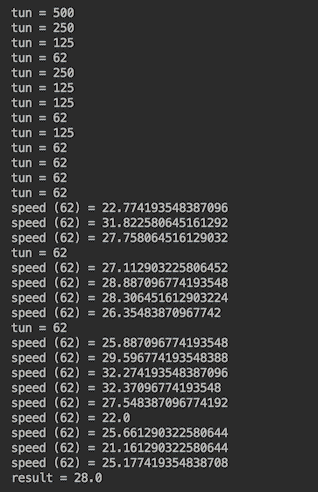 tun = 500
tun = 250
tun = 125
tun = 62
tun = 250
tun = 125
tun = 125
tun = 62
tun = 125
tun = 62
tun = 62
tun = 62
tun = 62
speed (62) = 22.774193548387096
speed (62) = 31.822580645161292
speed (62) = 27.758064516129032
tun = 62
speed (62) = 27.112903225806452
speed (62) = 28.887096774193548
speed (62) = 28.306451612903224
speed (62) = 26.35483870967742
tun = 62
speed (62) = 25.887096774193548
speed (62) = 29.596774193548388
speed (62) = 32.274193548387096
speed (62) = 32.37096774193548
speed (62) = 27.548387096774192
speed (62) = 22.0
speed (62) = 25.661290322580644
speed (62) = 21.161290322580644
speed (62) = 25.177419354838708
result = 28.0